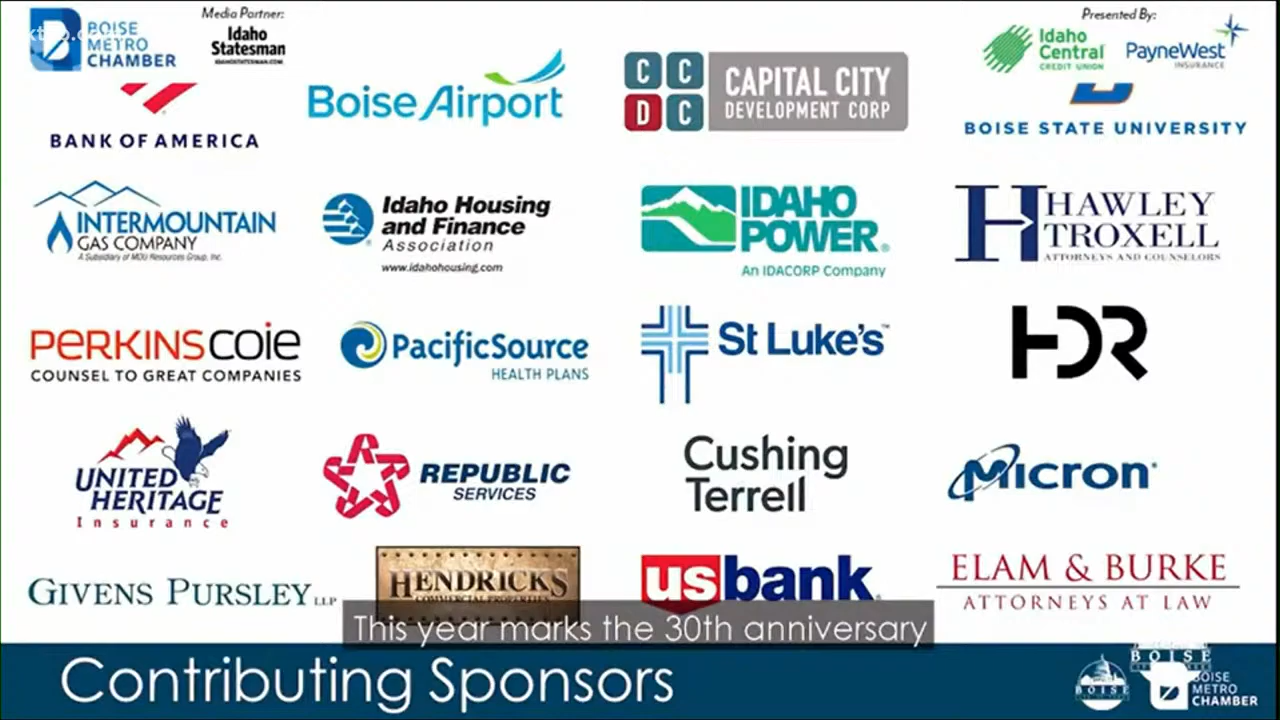 BOISE
METRO
CHAMBER
Media Partner:
Idaho
Statesman
IDAHOSTATESMAN.COM
Presented By:
Idaho
Central
CREDIT UNION
PayneWest
INSURANCE
BANK OF AMERICA
Boise Airport
C C
D C
CAPITAL CITY
DEVELOPMENT CORP
BOISE STATE UNIVERSITY
INTERMOUNTAIN
GAS COMPANY
A Subsidiary of MDU Resources Group, Inc.
Idaho Housing
and Finance
Association
www.idahohousing.com
IDAHO
POWER®
An IDACORP Company
H HAWLEY
TROXELL
ATTORNEYS AND COUNSELORS
PERKINS coie
COUNSEL TO GREAT COMPANIES
PacificSource
HEALTH PLANS
St Luke's™
HDR
UNITED
HERITAGE
Insurance
REPUBLIC
SERVICES
Cushing
Terrell
Micron
GIVENS PURSLEY LLP
HENDRICKS
COMMERCIAL PROPERTIES
usbank
ELAM & BURKE
ATTORNEYS AT LAW
This year marks the 30th anniversary
Contributing Sponsors
BOISE
BOISE
BOISE
METRO
CHAMBER